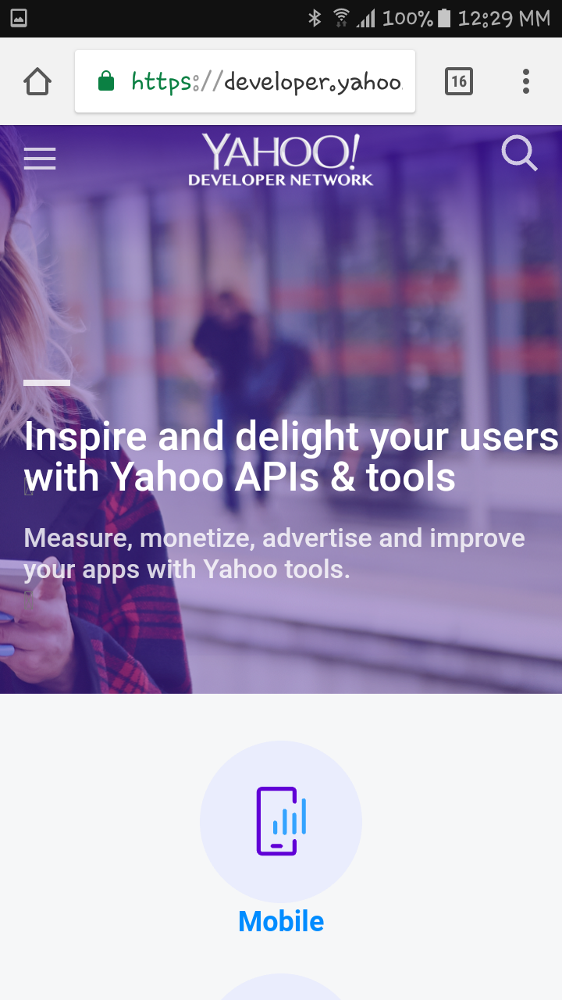 100% 12:29 MM
https://developer.yahoo.
16
YAHOO!
DEVELOPER NETWORK
Inspire and delight your users
with Yahoo APIs & tools
Measure, monetize, advertise and improve
your apps with Yahoo tools.
Mobile